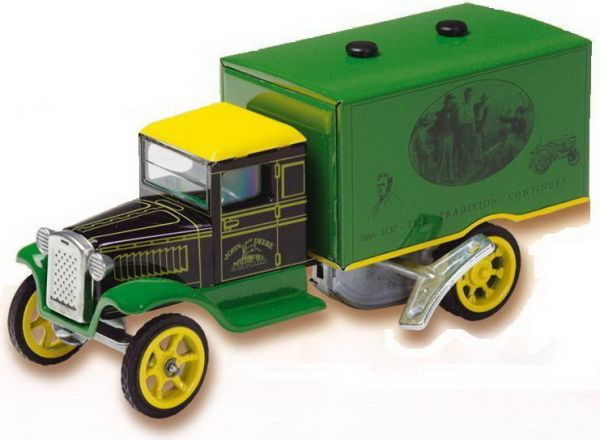 Since 1837 - THE TRADITION CONTINUES...
JOHN DEERE